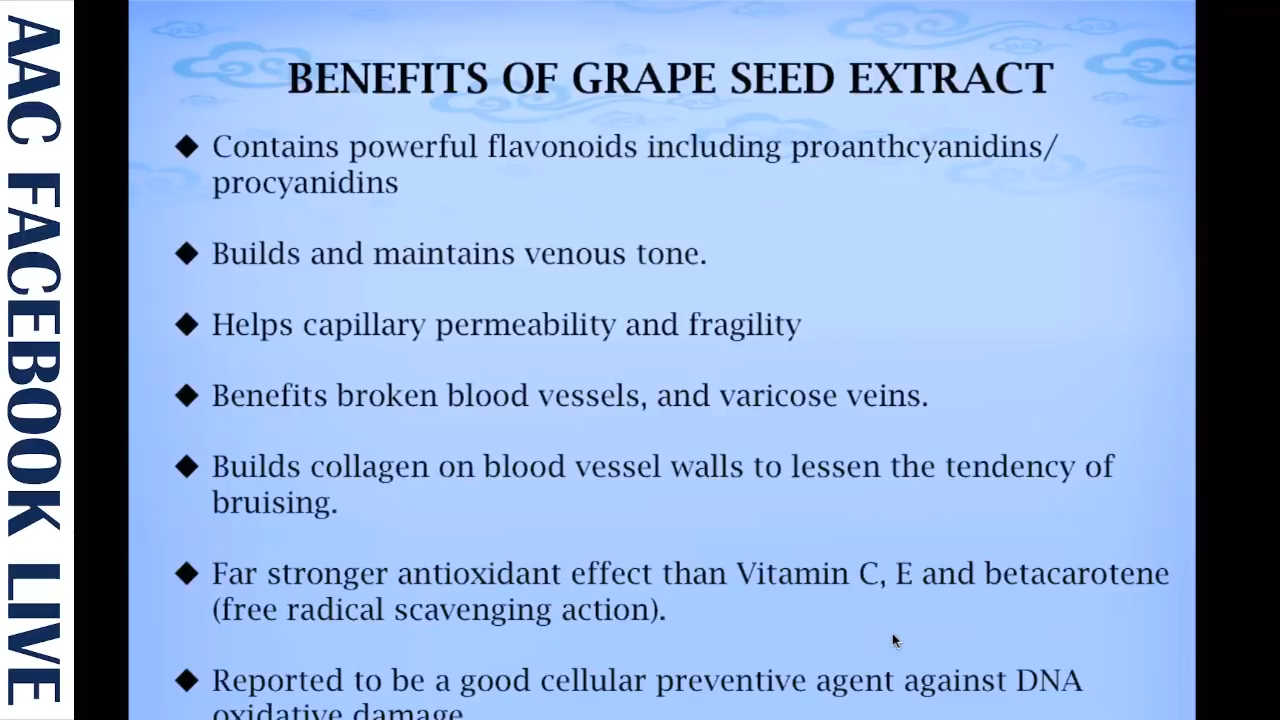 AAC FACEBOOK LIVE
BENEFITS OF GRAPE SEED EXTRACT
◆ Contains powerful flavonoids including proanthcyanidins/
procyanidins
◆ Builds and maintains venous tone.
◆ Helps capillary permeability and fragility
◆ Benefits broken blood vessels, and varicose veins.
◆ Builds collagen on blood vessel walls to lessen the tendency of
bruising.
◆ Far stronger antioxidant effect than Vitamin C, E and betacarotene
(free radical scavenging action).
◆ Reported to be a good cellular preventive agent against DNA
oxidative damage